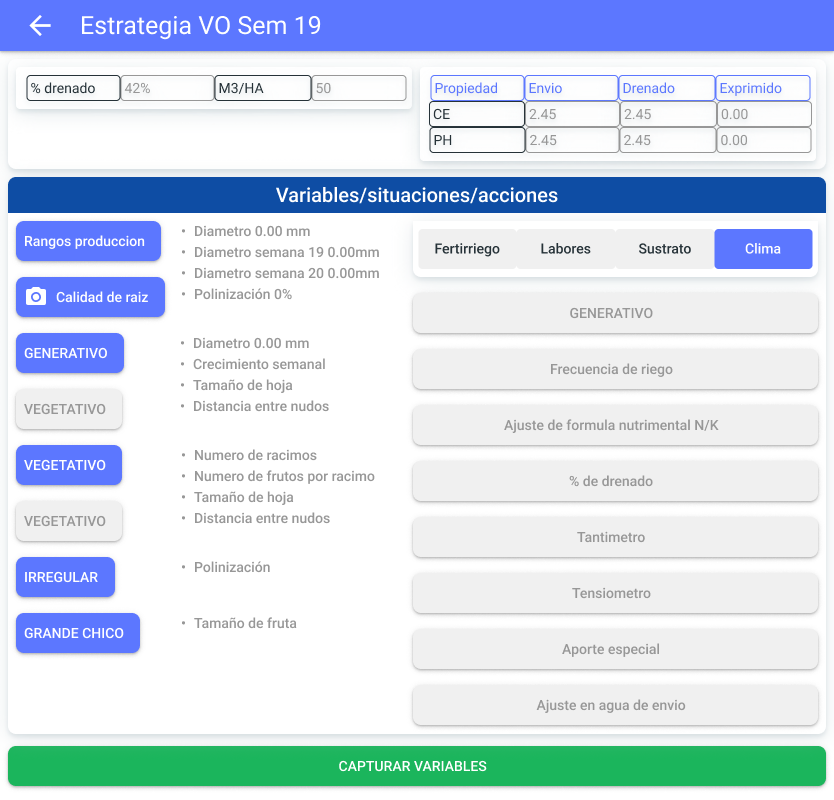 Estrategia VO Sem 19
% drenado 42% M3/HA 50
Propiedad Envio Drenado Exprimido
CE 2.45 2.45 0.00
PH 2.45 2.45 0.00
Variables/situaciones/acciones
Rangos produccion
• Diametro 0.00 mm
• Diametro semana 19 0.00mm
• Diametro semana 20 0.00mm
• Polinización 0%
Calidad de raiz
GENERATIVO
• Diametro 0.00 mm
• Crecimiento semanal
• Tamaño de hoja
• Distancia entre nudos
VEGETATIVO
VEGETATIVO
• Numero de racimos
• Numero de frutos por racimo
• Tamaño de hoja
• Distancia entre nudos
VEGETATIVO
IRREGULAR
• Polinización
GRANDE CHICO
• Tamaño de fruta
Fertirriego Labores Sustrato Clima
GENERATIVO
Frecuencia de riego
Ajuste de formula nutrimental N/K
% de drenado
Tantimetro
Tensiometro
Aporte especial
Ajuste en agua de envio
CAPTURAR VARIABLES